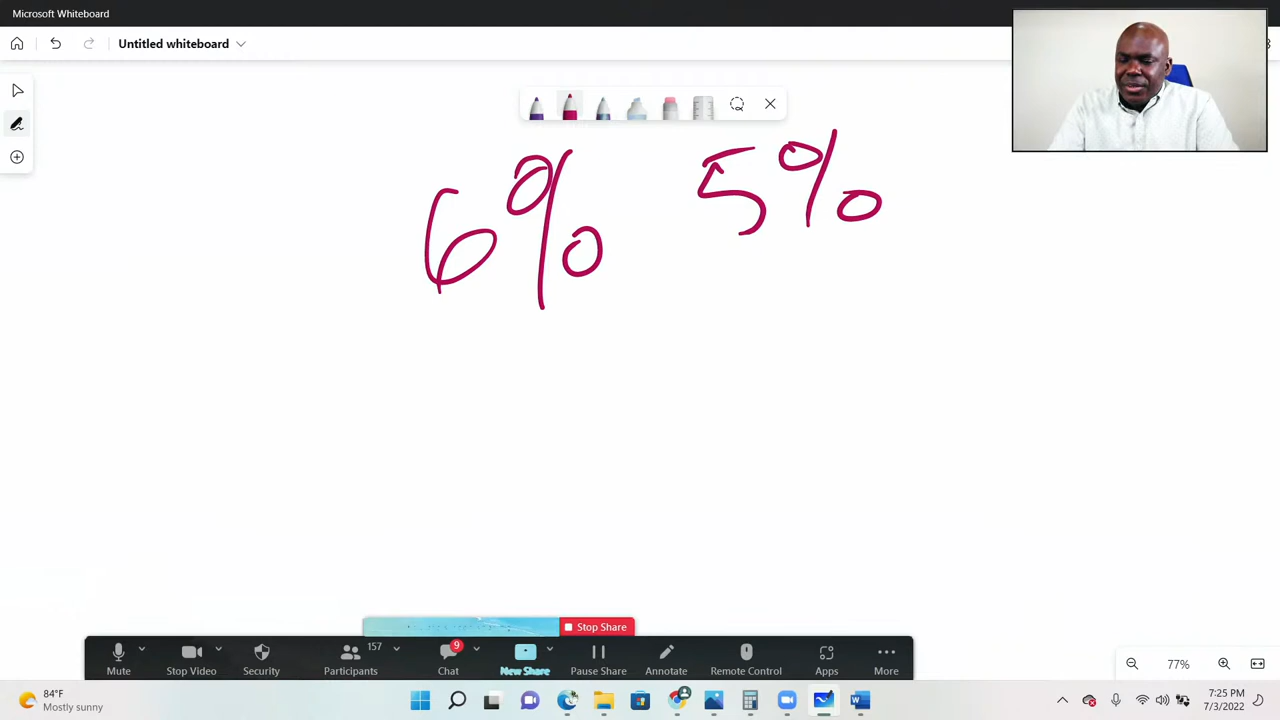 Microsoft Whiteboard
Untitled whiteboard
6% 5%
Stop Share
157
9
Mute
Stop Video
Security
Participants
Chat
New Share
Pause Share
Annotate
Remote Control
Apps
More
77%
84°F
Mostly sunny
7:25 PM
7/3/2022